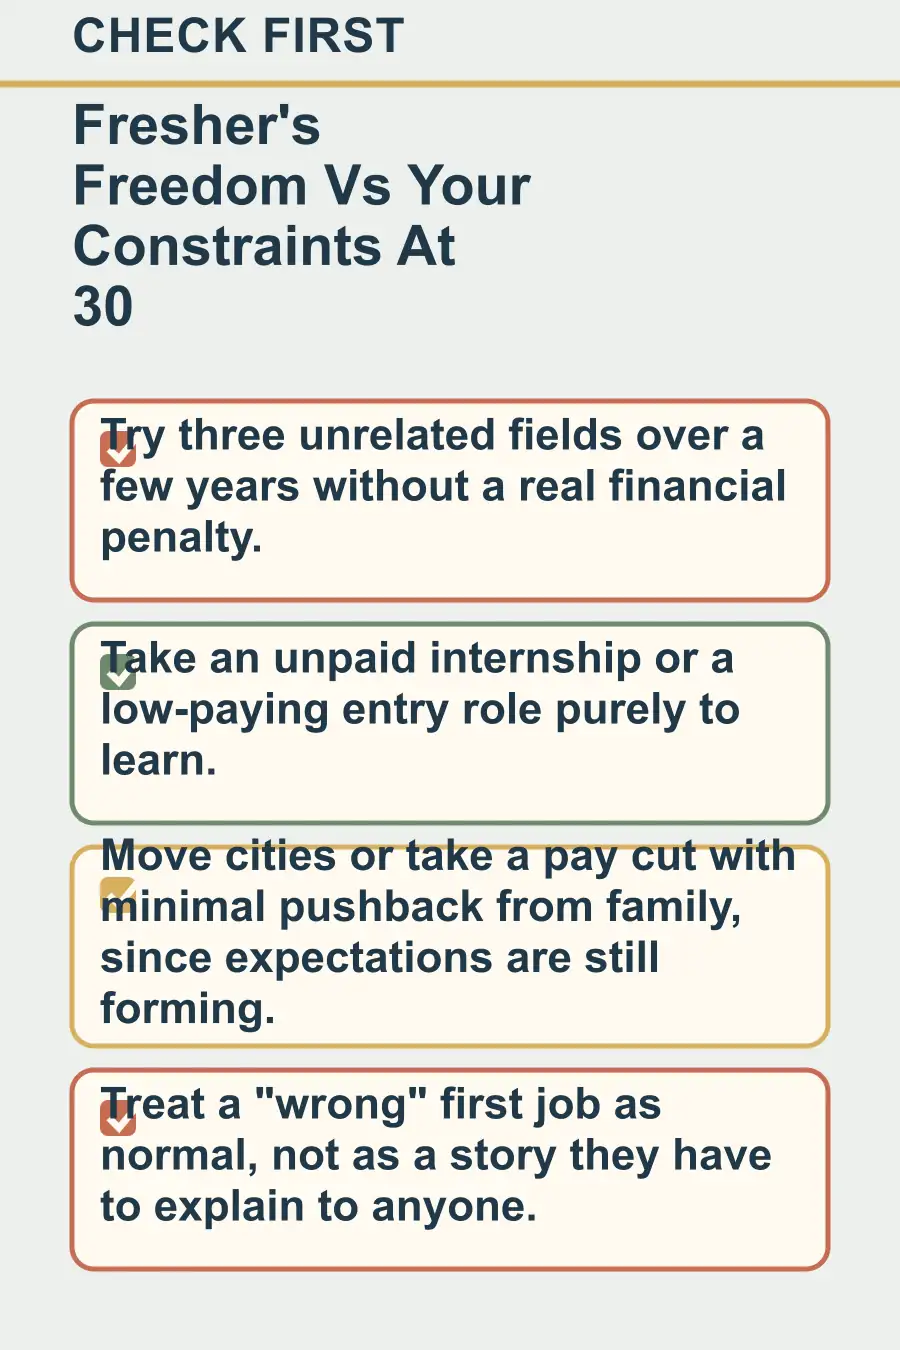 CHECK FIRST
Fresher's
Freedom Vs Your
Constraints At
30
Try three unrelated fields over a
few years without a real financial
penalty.
Take an unpaid internship or a
low-paying entry role purely to
learn.
Move cities or take a pay cut with
minimal pushback from family,
since expectations are still
forming.
Treat a "wrong" first job as
normal, not as a story they have
to explain to anyone.